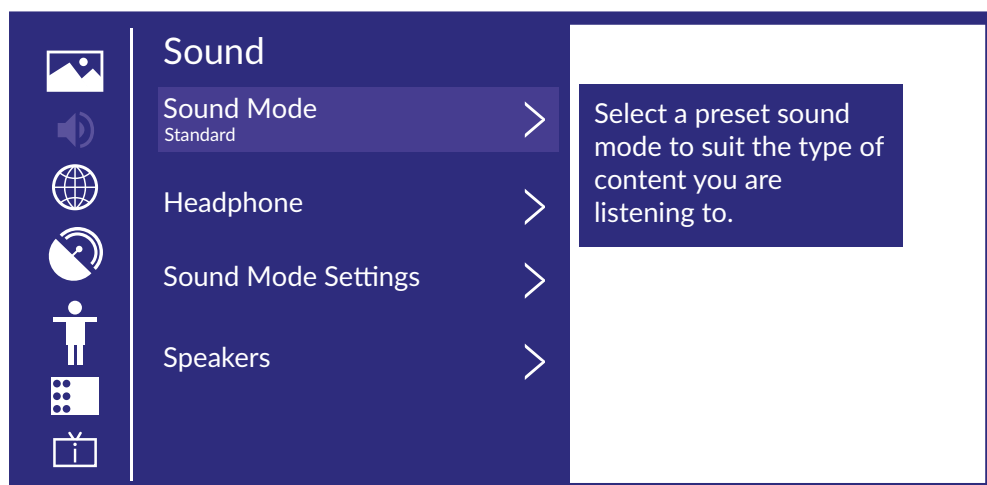 Sound
Sound Mode
Standard
Headphone
Sound Mode Settings
Speakers
Select a preset sound
mode to suit the type of
content you are
listening to.